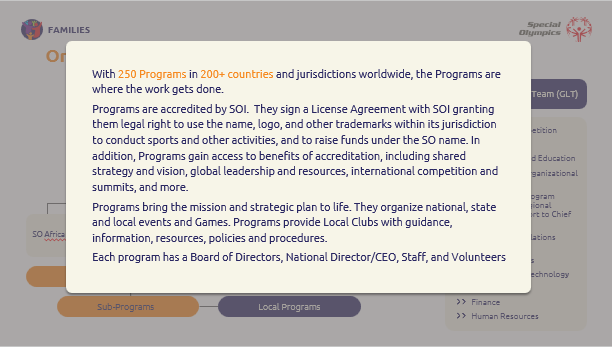 FAMILIES
Special
Olympics
Or
With 250 Programs in 200+ countries and jurisdictions worldwide, the Programs are
where the work gets done.
Programs are accredited by SOI.  They sign a License Agreement with SOI granting
them legal right to use the name, logo, and other trademarks within its jurisdiction
to conduct sports and other activities, and to raise funds under the SO name. In
addition, Programs gain access to benefits of accreditation, including shared
strategy and vision, global leadership and resources, international competition and
summits, and more.
Programs bring the mission and strategic plan to life. They organize national, state
and local events and Games. Programs provide Local Clubs with guidance,
information, resources, policies and procedures.
Each program has a Board of Directors, National Director/CEO, Staff, and Volunteers
Team (GLT)
d Education
rt to Chief
SO Africa
>> Finance
>> Human Resources
Sub-Programs
Local Programs